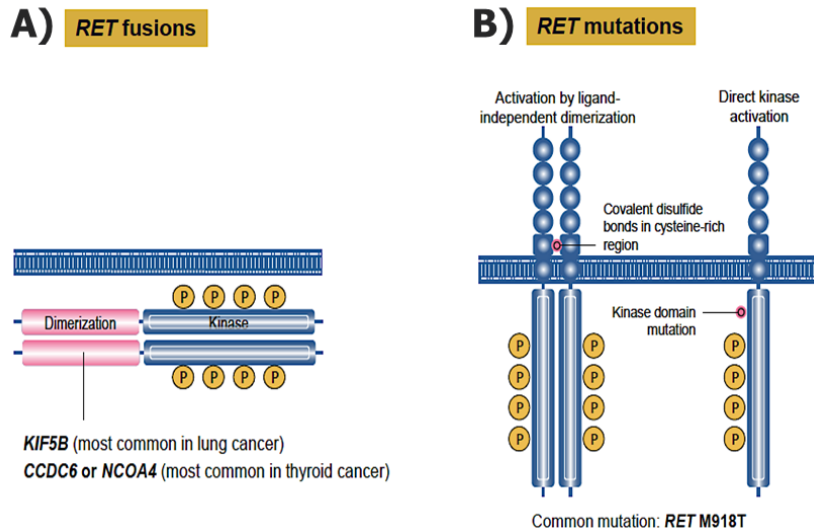 A) RET fusions
Dimerization
Kinase
P P P P
P P P P
KIF5B (most common in lung cancer)
CCDC6 or NCOA4 (most common in thyroid cancer)
B) RET mutations
Activation by ligand-
independent dimerization
Direct kinase
activation
Covalent disulfide
bonds in cysteine-rich
region
Kinase domain
mutation
P P P
P P P
P P P
P P P
Common mutation: RET M918T